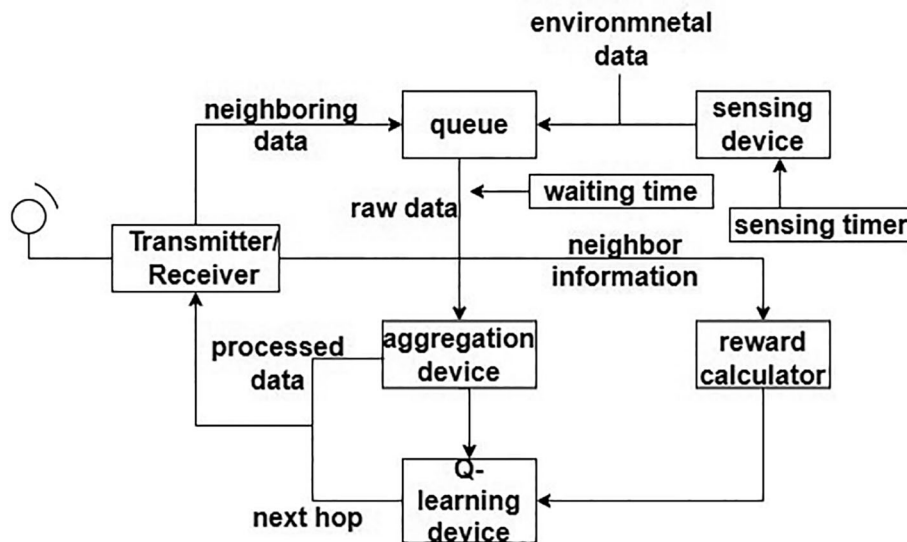 environmnetal
data
neighboring
data
queue
sensing
device
raw data
waiting time
sensing timer
Transmitter/
Receiver
neighbor
information
processed
data
aggregation
device
reward
calculator
Q-
learning
device
next hop